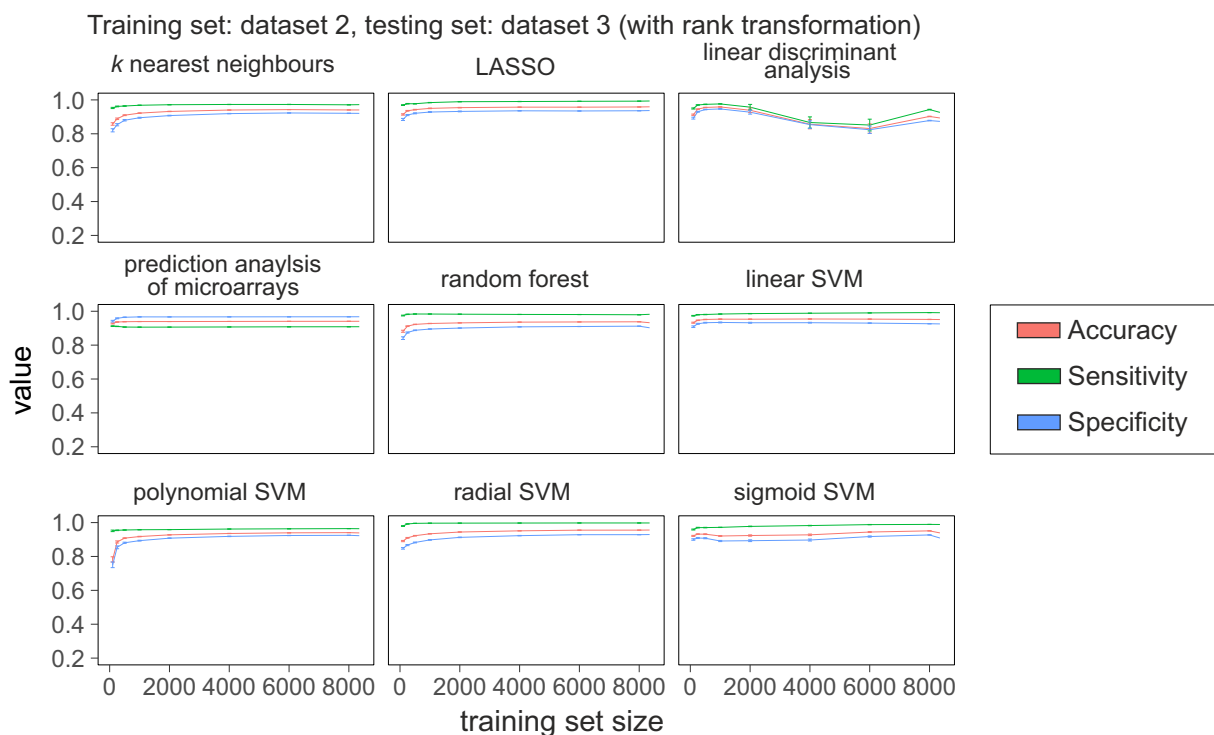 Training set: dataset 2, testing set: dataset 3 (with rank transformation)
k nearest neighbours
LASSO
linear discriminant
analysis
1.0
0.8
0.6
0.4
0.2
prediction anaylsis
of microarrays
random forest
linear SVM
1.0
0.8
0.6
0.4
0.2
value
Accuracy
Sensitivity
Specificity
polynomial SVM
radial SVM
sigmoid SVM
1.0
0.8
0.6
0.4
0.2
0 2000 4000 6000 8000
0 2000 4000 6000 8000
0 2000 4000 6000 8000
training set size